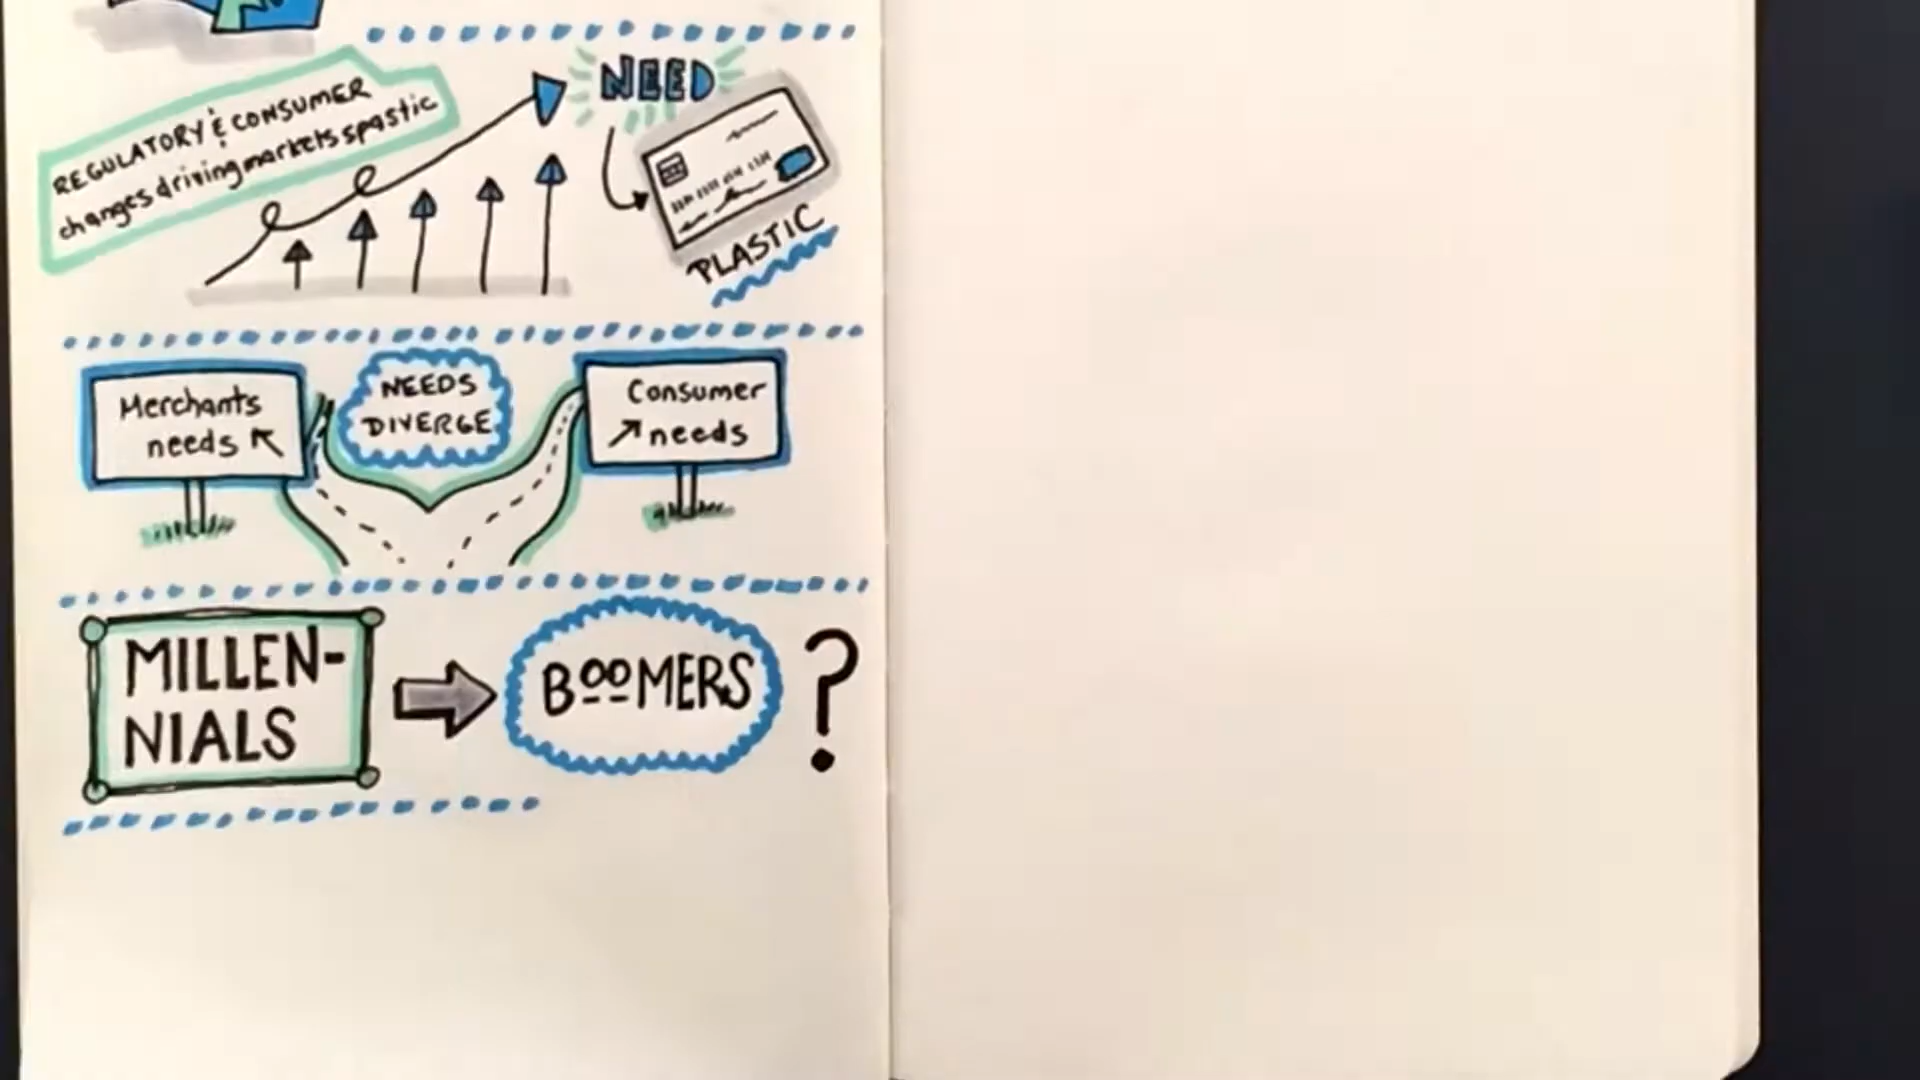 REGULATORY & CONSUMER
changes driving markets spastic
NEED
PLASTIC
Merchants
needs
NEEDS
DIVERGE
Consumer
needs
MILLEN-
NIALS
BOOMERS
?